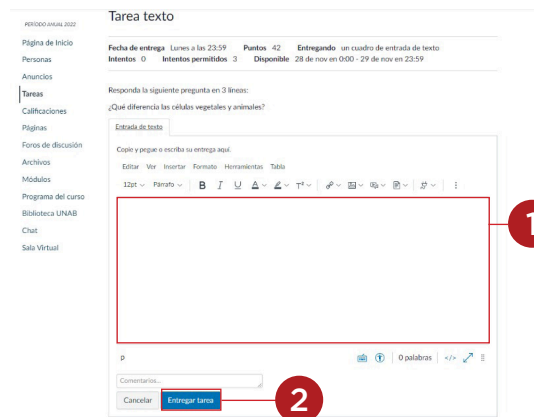 PERÍODO ANUAL 2022
Página de Inicio
Personas
Anuncios
Tareas
Calificaciones
Páginas
Foros de discusión
Archivos
Módulos
Programa del curso
Biblioteca UNAB
Chat
Sala Virtual
Tarea texto
Fecha de entrega Lunes a las 23:59 Puntos 42 Entregando un cuadro de entrada de texto
Intentos 0 Intentos permitidos 3 Disponible 28 de nov en 0:00 - 29 de nov en 23:59
Responda la siguiente pregunta en 3 líneas:
¿Qué diferencia las células vegetales y animales?
Entrada de texto
Copie y pegue o escriba su entrega aquí.
Editar Ver Insertar Formato Herramientas Tabla
12pt Párrafo B I U A T²
1
p 0 palabras </>
Comentarios...
Cancelar Entregar tarea
2